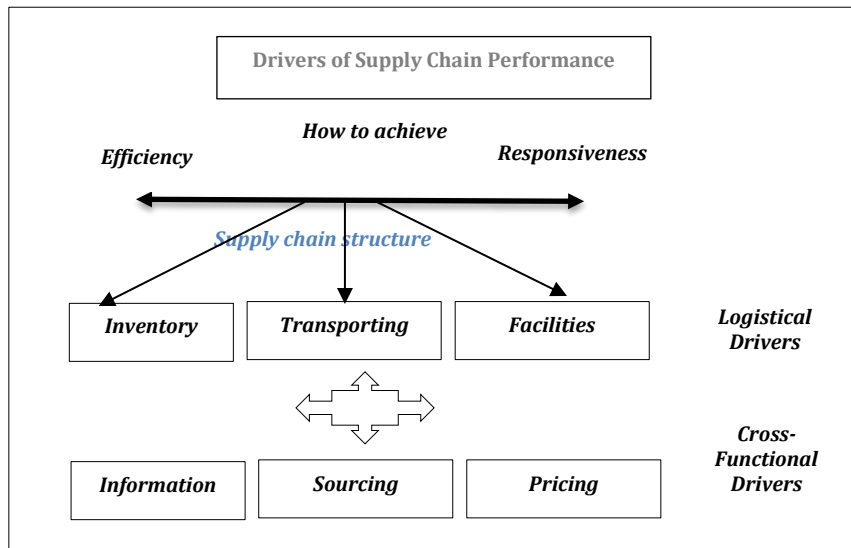 Drivers of Supply Chain Performance
How to achieve
Efficiency
Responsiveness
Supply chain structure
Inventory
Transporting
Facilities
Logistical
Drivers
Cross-
Functional
Drivers
Information
Sourcing
Pricing